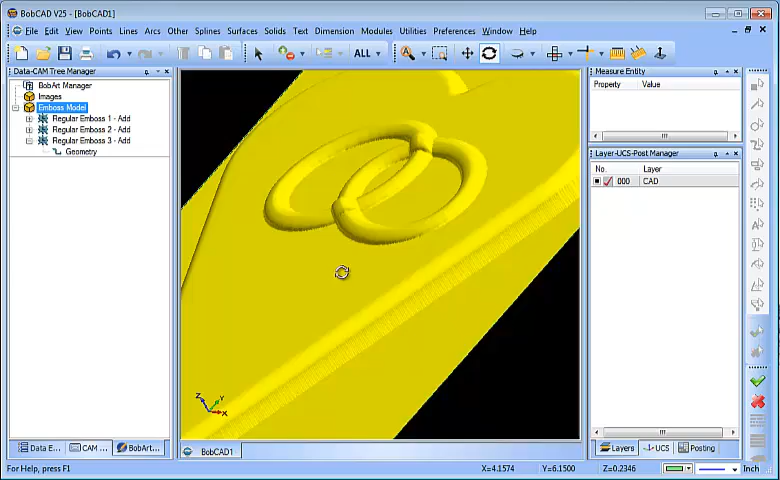 BobCAD V25 - [BobCAD1]
File Edit View Points Lines Arcs Other Splines Surfaces Solids Text Dimension Modules Utilities Preferences Window Help
ALL
Data-CAM Tree Manager
BobArt Manager
Images
Emboss Model
Regular Emboss 1 - Add
Regular Emboss 2 - Add
Regular Emboss 3 - Add
Geometry
Measure Entity
Property Value
Layer-UCS-Post Manager
No. Layer
000 CAD
Z Y X
Data E... CAM ... BobArt...
BobCAD1
Layers UCS Posting
For Help, press F1 X=4.1574 Y=6.1500 Z=0.2346 Inch